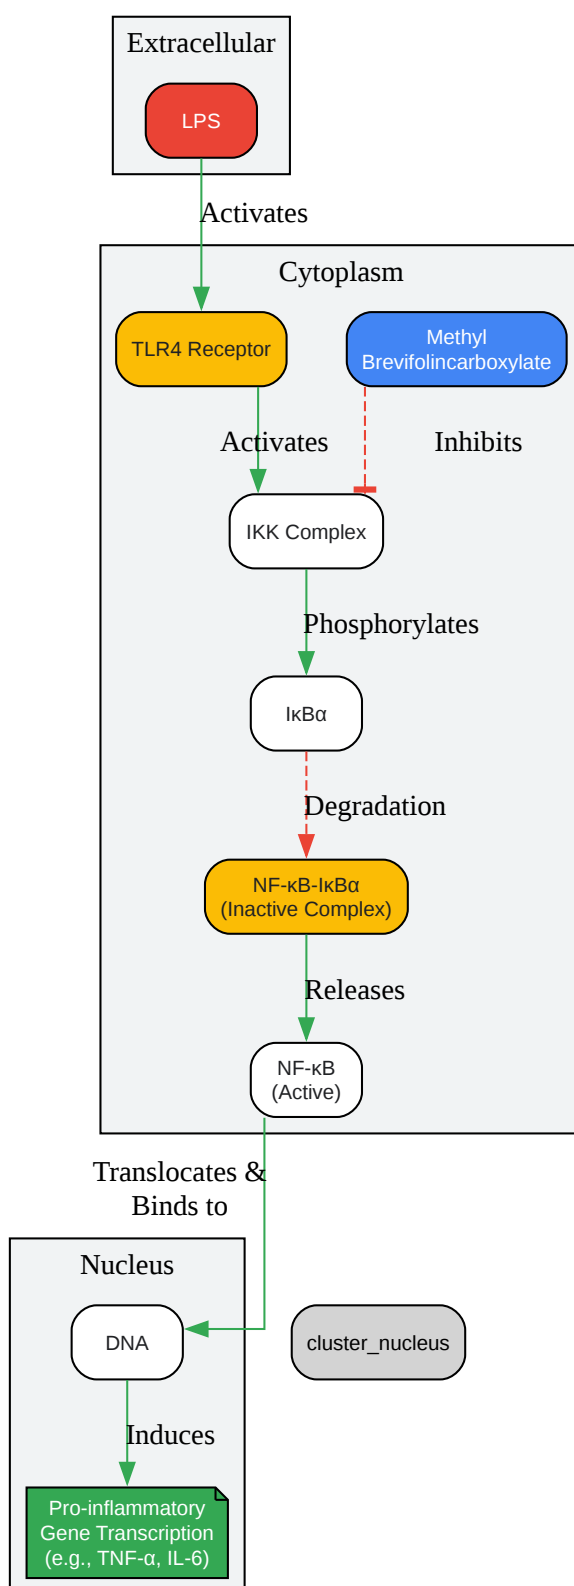 Extracellular
LPS
Activates
Cytoplasm
TLR4 Receptor
Methyl
Brevifolincarboxylate
Activates
Inhibits
IKK Complex
Phosphorylates
IκBα
Degradation
NF-κB-IκBα
(Inactive Complex)
Releases
NF-κB
(Active)
Translocates &
Binds to
Nucleus
DNA
cluster_nucleus
Induces
Pro-inflammatory
Gene Transcription
(e.g., TNF-α, IL-6)